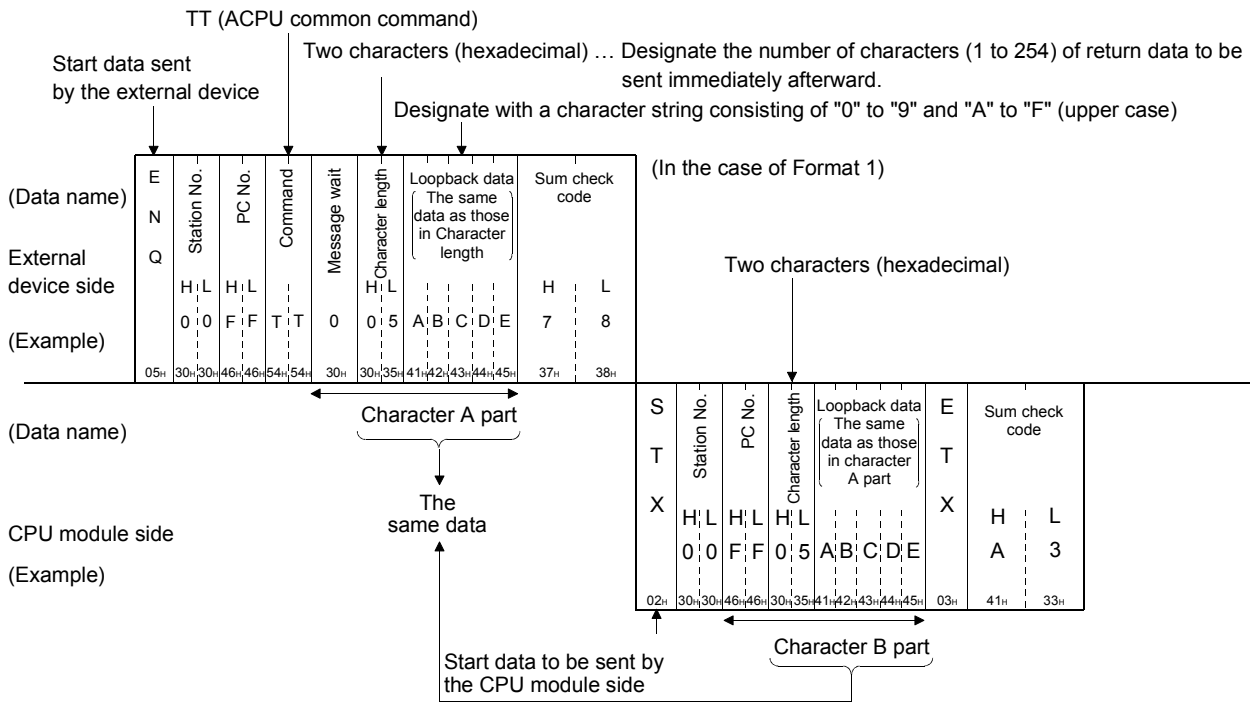 TT (ACPU common command)
Two characters (hexadecimal) … Designate the number of characters (1 to 254) of return data to be
sent immediately afterward.
Start data sent
by the external device
Designate with a character string consisting of "0" to "9" and "A" to "F" (upper case)
(In the case of Format 1)
(Data name)
E
N
Q
Station No.
PC No.
Command
Message wait
Character length
Loopback data
The same
data as those
in Character
length
Sum check
code
External
device side
H L H L H L H L
(Example)
0 0 F F T T 0 0 5 A B C D E 7 8
05H 30H 30H 46H 46H 54H 54H 30H 30H 35H 41H 42H 43H 44H 45H 37H 38H
Two characters (hexadecimal)
Character A part
The
same data
(Data name)
S
T
X
Station No.
PC No.
Character length
Loopback data
The same
data as those
in character
A part
E
T
X
Sum check
code
CPU module side
H L H L H L H L
(Example)
0 0 F F 0 5 A B C D E A 3
02H 30H 30H 46H 46H 30H 35H 41H 42H 43H 44H 45H 03H 41H 33H
Character B part
Start data to be sent by
the CPU module side